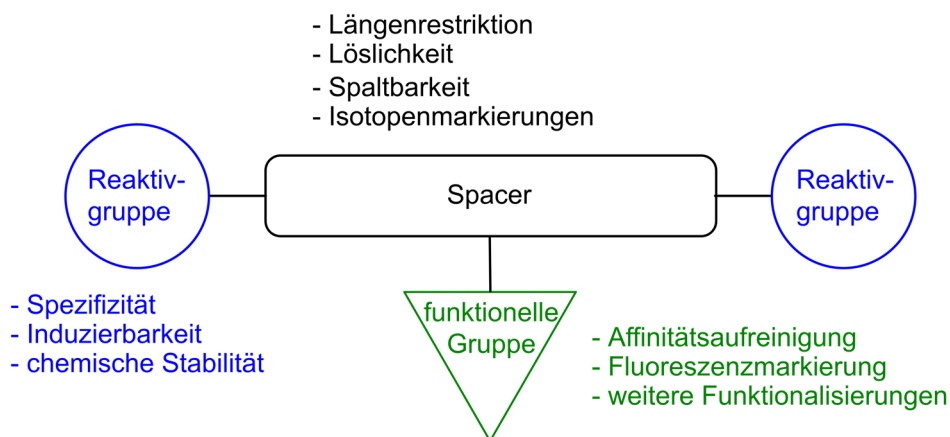 - Längenrestriktion
- Löslichkeit
- Spaltbarkeit
- Isotopenmarkierungen
Reaktiv-
gruppe
Spacer
Reaktiv-
gruppe
- Spezifizität
- Induzierbarkeit
- chemische Stabilität
funktionelle
Gruppe
- Affinitätsaufreinigung
- Fluoreszenzmarkierung
- weitere Funktionalisierungen